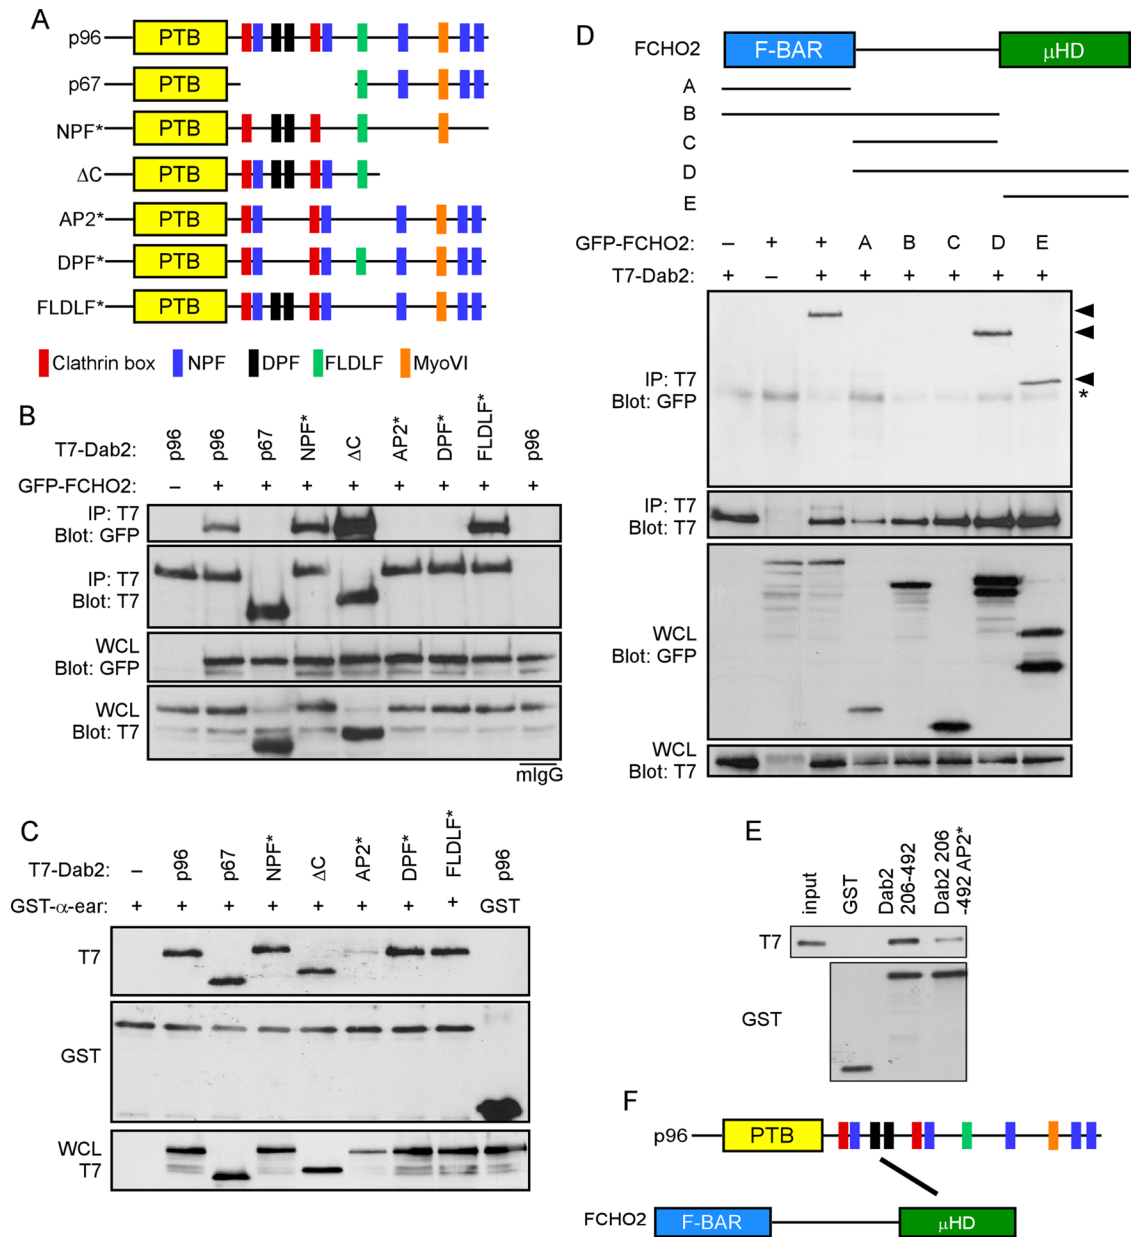 A
p96 PTB
p67 PTB
NPF* PTB
ΔC PTB
AP2* PTB
DPF* PTB
FLDLF* PTB
Clathrin box NPF DPF FLDLF MyoVI
B
T7-Dab2: p96 p96 p67 NPF* ΔC AP2* DPF* FLDLF* p96
GFP-FCHO2: – + + + + + + + +
IP: T7
Blot: GFP
IP: T7
Blot: T7
WCL
Blot: GFP
WCL
Blot: T7
mIgG
C
T7-Dab2: – p96 p67 NPF* ΔC AP2* DPF* FLDLF* p96
GST-α-ear: + + + + + + + + GST
T7
GST
WCL
T7
D
FCHO2 F-BAR μHD
A
B
C
D
E
GFP-FCHO2: – + + A B C D E
T7-Dab2: + – + + + + + +
IP: T7
Blot: GFP
*
IP: T7
Blot: T7
WCL
Blot: GFP
WCL
Blot: T7
E
input GST Dab2 206-492 Dab2 206 -492 AP2*
T7
GST
F
p96 PTB
FCHO2 F-BAR μHD